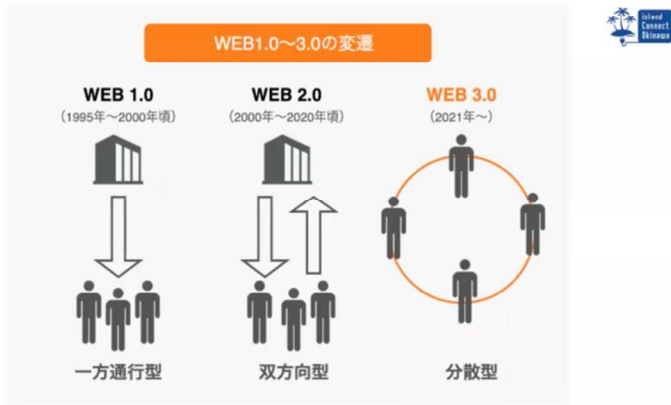 WEB1.0〜3.0の変遷
island
Connect
Okinawa
WEB 1.0
(1995年〜2000年頃)
WEB 2.0
(2000年〜2020年頃)
WEB 3.0
(2021年〜)
一方通行型
双方向型
分散型